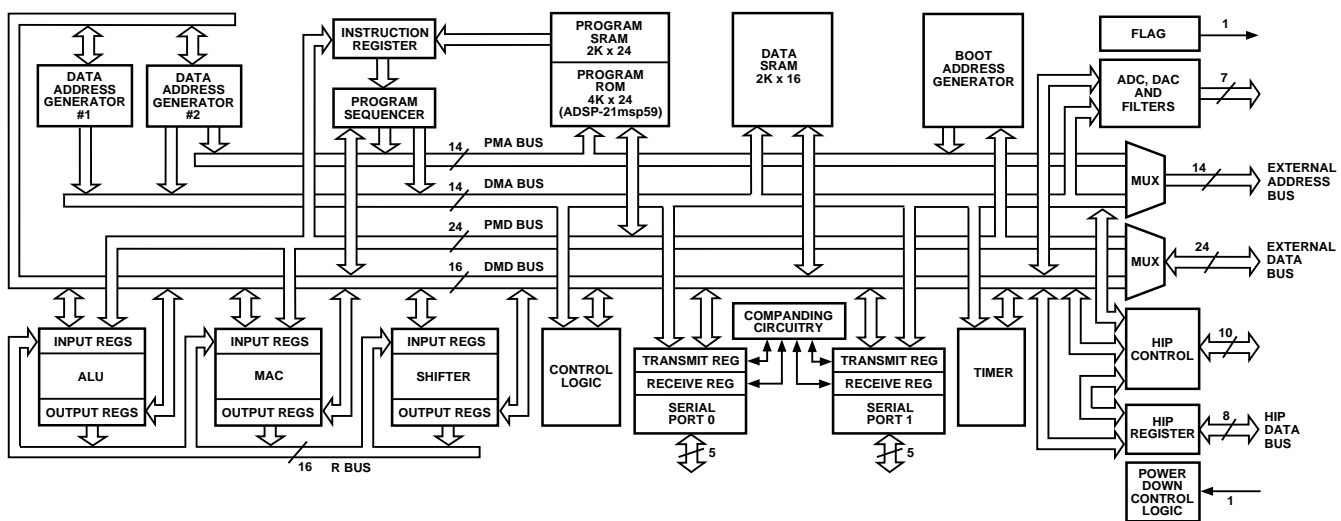 INSTRUCTION
REGISTER
PROGRAM
SRAM
2K x 24
PROGRAM
ROM
4K x 24
(ADSP-21msp59)
DATA
SRAM
2K x 16
BOOT
ADDRESS
GENERATOR
FLAG
1
ADC, DAC
AND
FILTERS
7
DATA
ADDRESS
GENERATOR
#1
DATA
ADDRESS
GENERATOR
#2
PROGRAM
SEQUENCER
14
PMA BUS
14
DMA BUS
24
PMD BUS
16
DMD BUS
MUX
14
EXTERNAL
ADDRESS
BUS
MUX
24
EXTERNAL
DATA
BUS
INPUT REGS
ALU
OUTPUT REGS
INPUT REGS
MAC
OUTPUT REGS
INPUT REGS
SHIFTER
OUTPUT REGS
16
R BUS
CONTROL
LOGIC
COMPANDING
CIRCUITRY
TRANSMIT REG
RECEIVE REG
SERIAL
PORT 0
5
TRANSMIT REG
RECEIVE REG
SERIAL
PORT 1
5
TIMER
HIP
CONTROL
10
HIP
REGISTER
8
HIP
DATA
BUS
POWER
DOWN
CONTROL
LOGIC
1